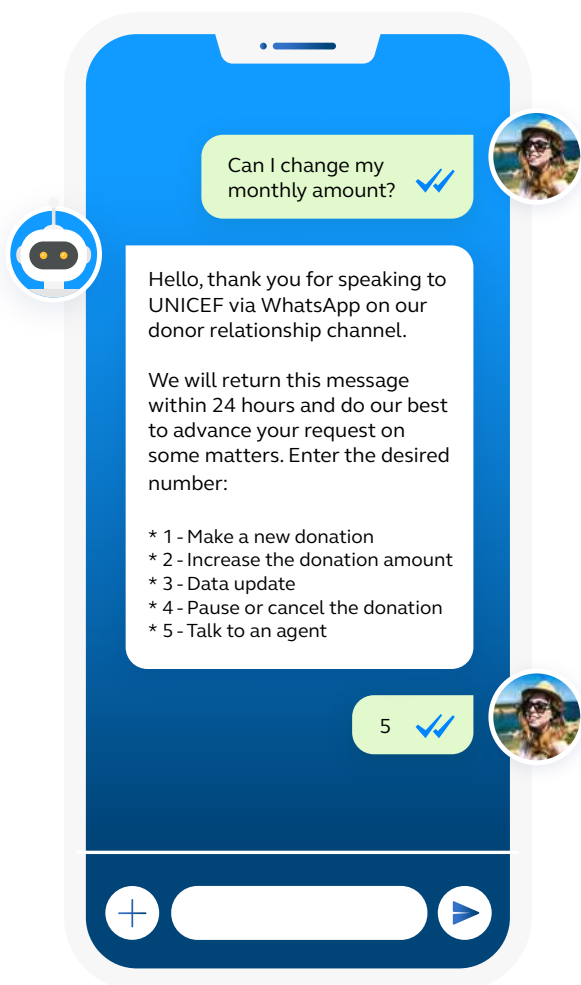 Can I change my
monthly amount?
Hello, thank you for speaking to
UNICEF via WhatsApp on our
donor relationship channel.
We will return this message
within 24 hours and do our best
to advance your request on
some matters. Enter the desired
number:
* 1 - Make a new donation
* 2 - Increase the donation amount
* 3 - Data update
* 4 - Pause or cancel the donation
* 5 - Talk to an agent
5